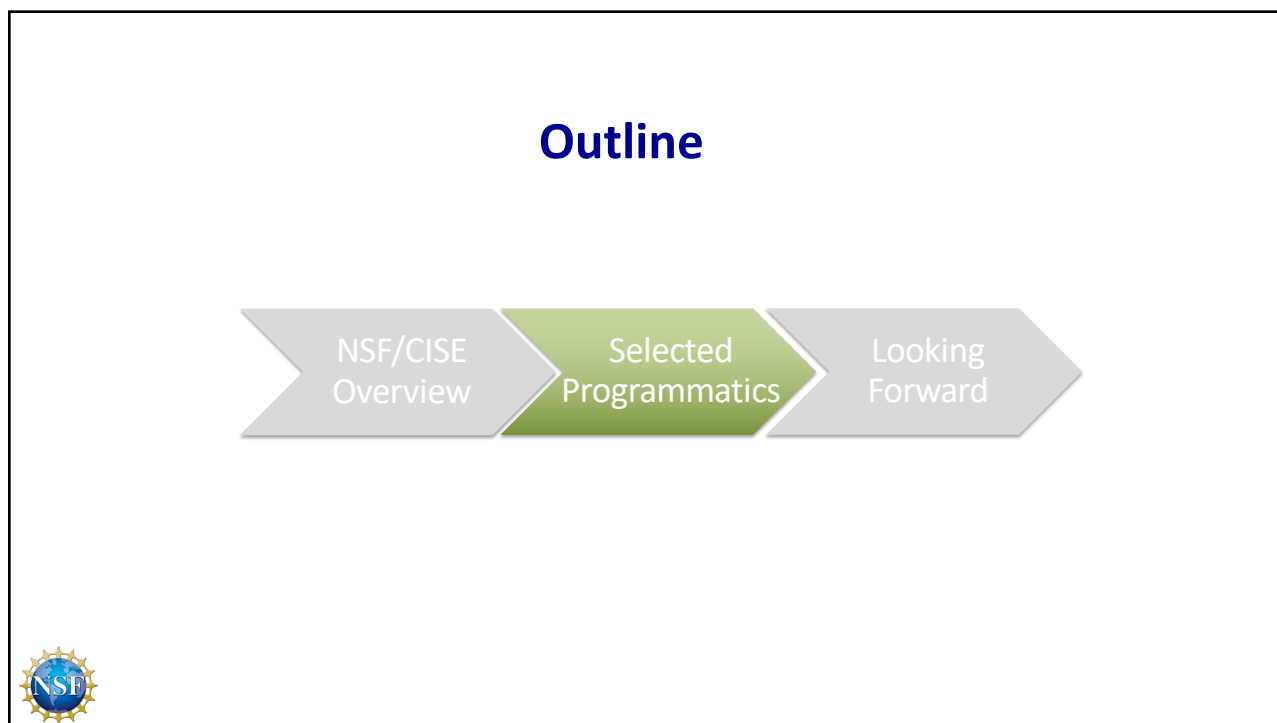 Outline
NSF/CISE
Overview
Selected
Programmatics
Looking
Forward
NSF